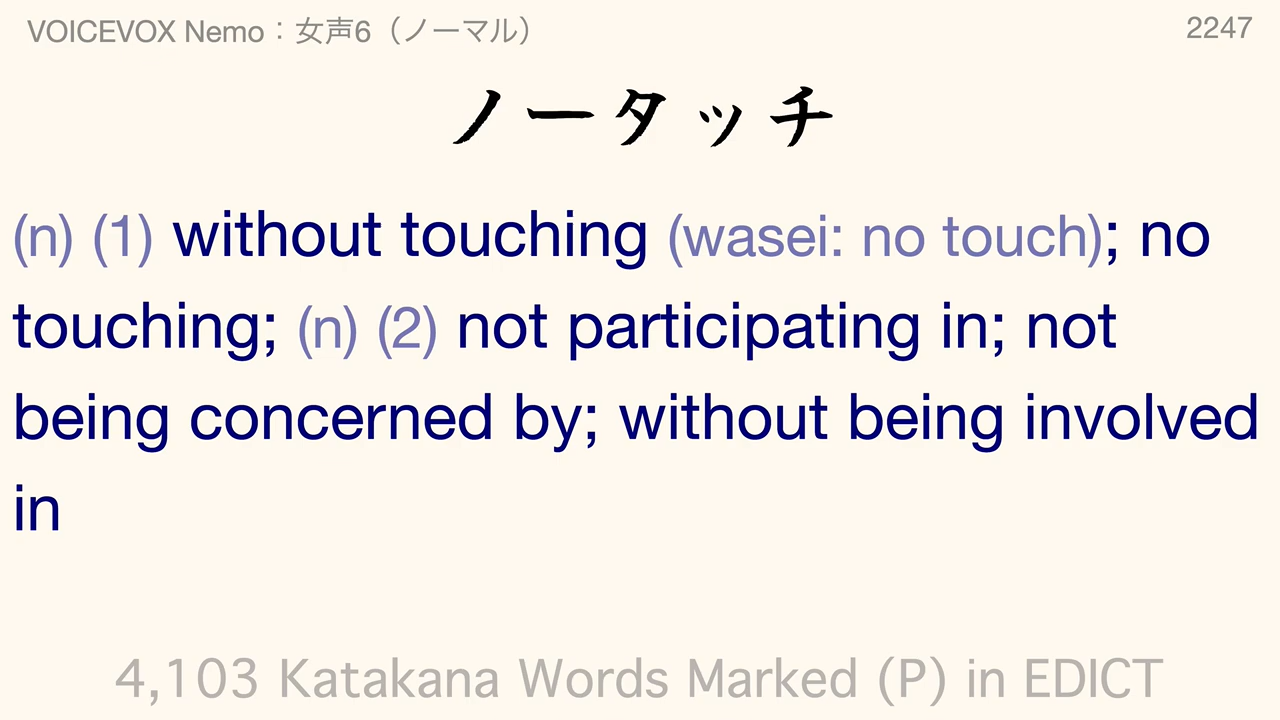 VOICEVOX Nemo：女声6（ノーマル）
2247
ノータッチ
(n) (1) without touching (wasei: no touch); no
touching; (n) (2) not participating in; not
being concerned by; without being involved
in
4,103 Katakana Words Marked (P) in EDICT